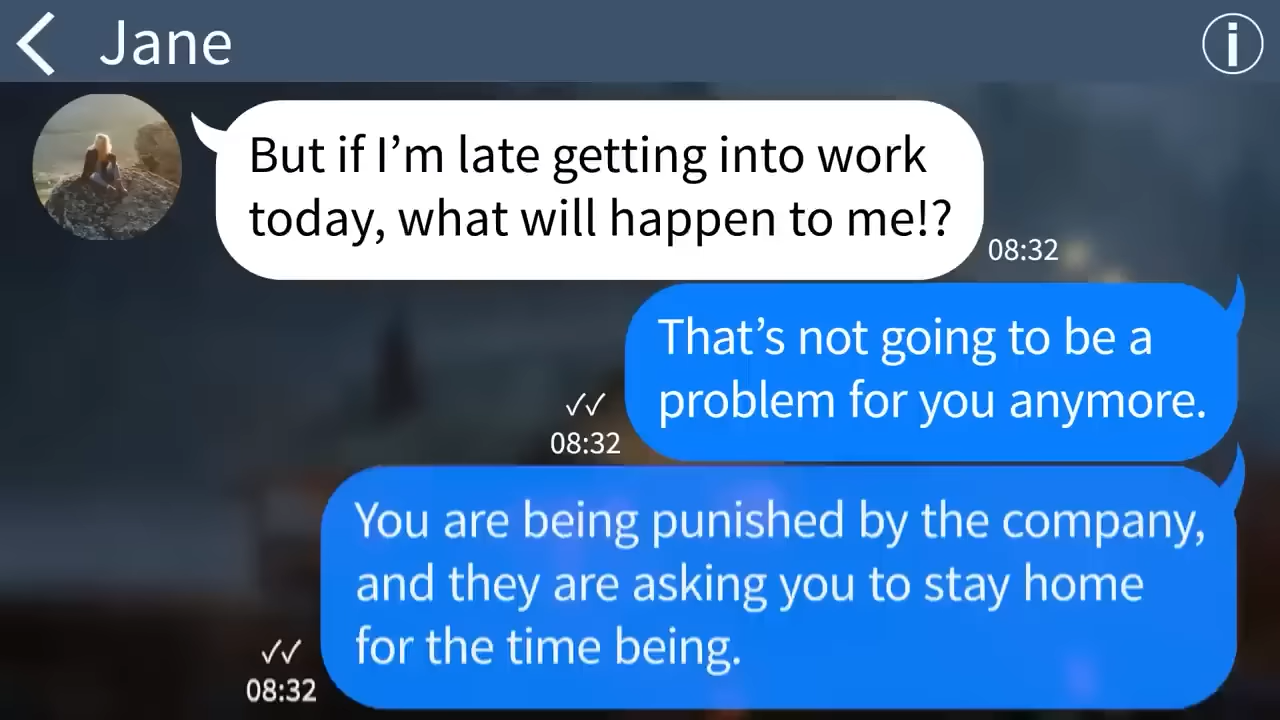 Jane
But if I’m late getting into work
today, what will happen to me!?
08:32
That’s not going to be a
problem for you anymore.
08:32
You are being punished by the company,
and they are asking you to stay home
for the time being.
08:32